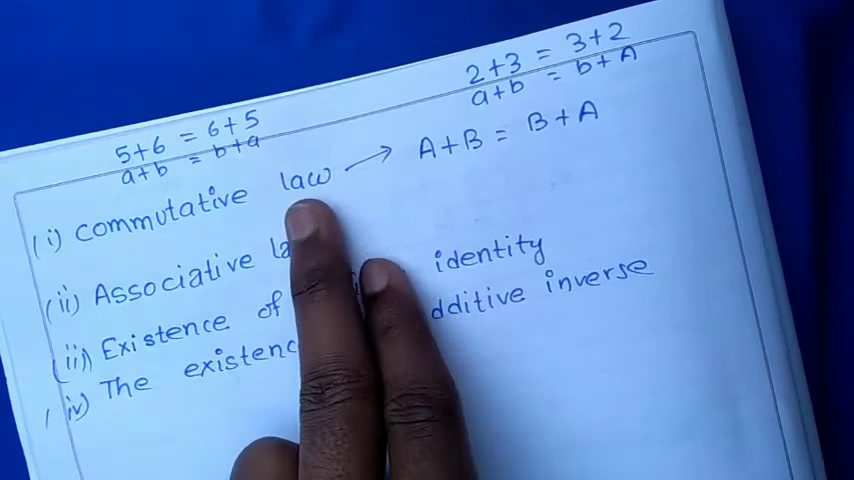 5+6 = 6+5
a+b = b+a
2+3 = 3+2
a+b = b+A
(i) Commutative law → A+B = B+A
(ii) Associative la
(iii) Existence of identity
(iv) The existenc dditive inverse